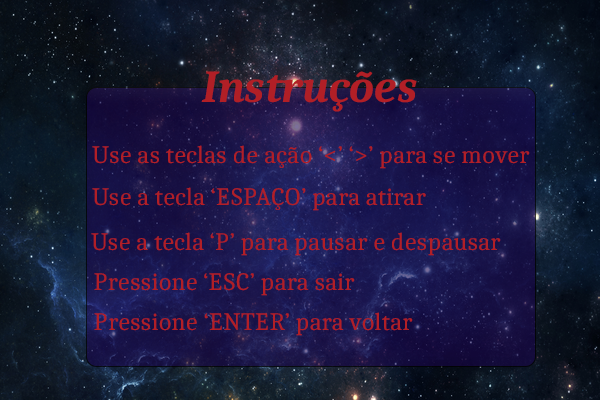 Instruções
Use as teclas de ação ‘<’ ‘>’ para se mover
Use a tecla ‘ESPAÇO’ para atirar
Use a tecla ‘P’ para pausar e despausar
Pressione ‘ESC’ para sair
Pressione ‘ENTER’ para voltar